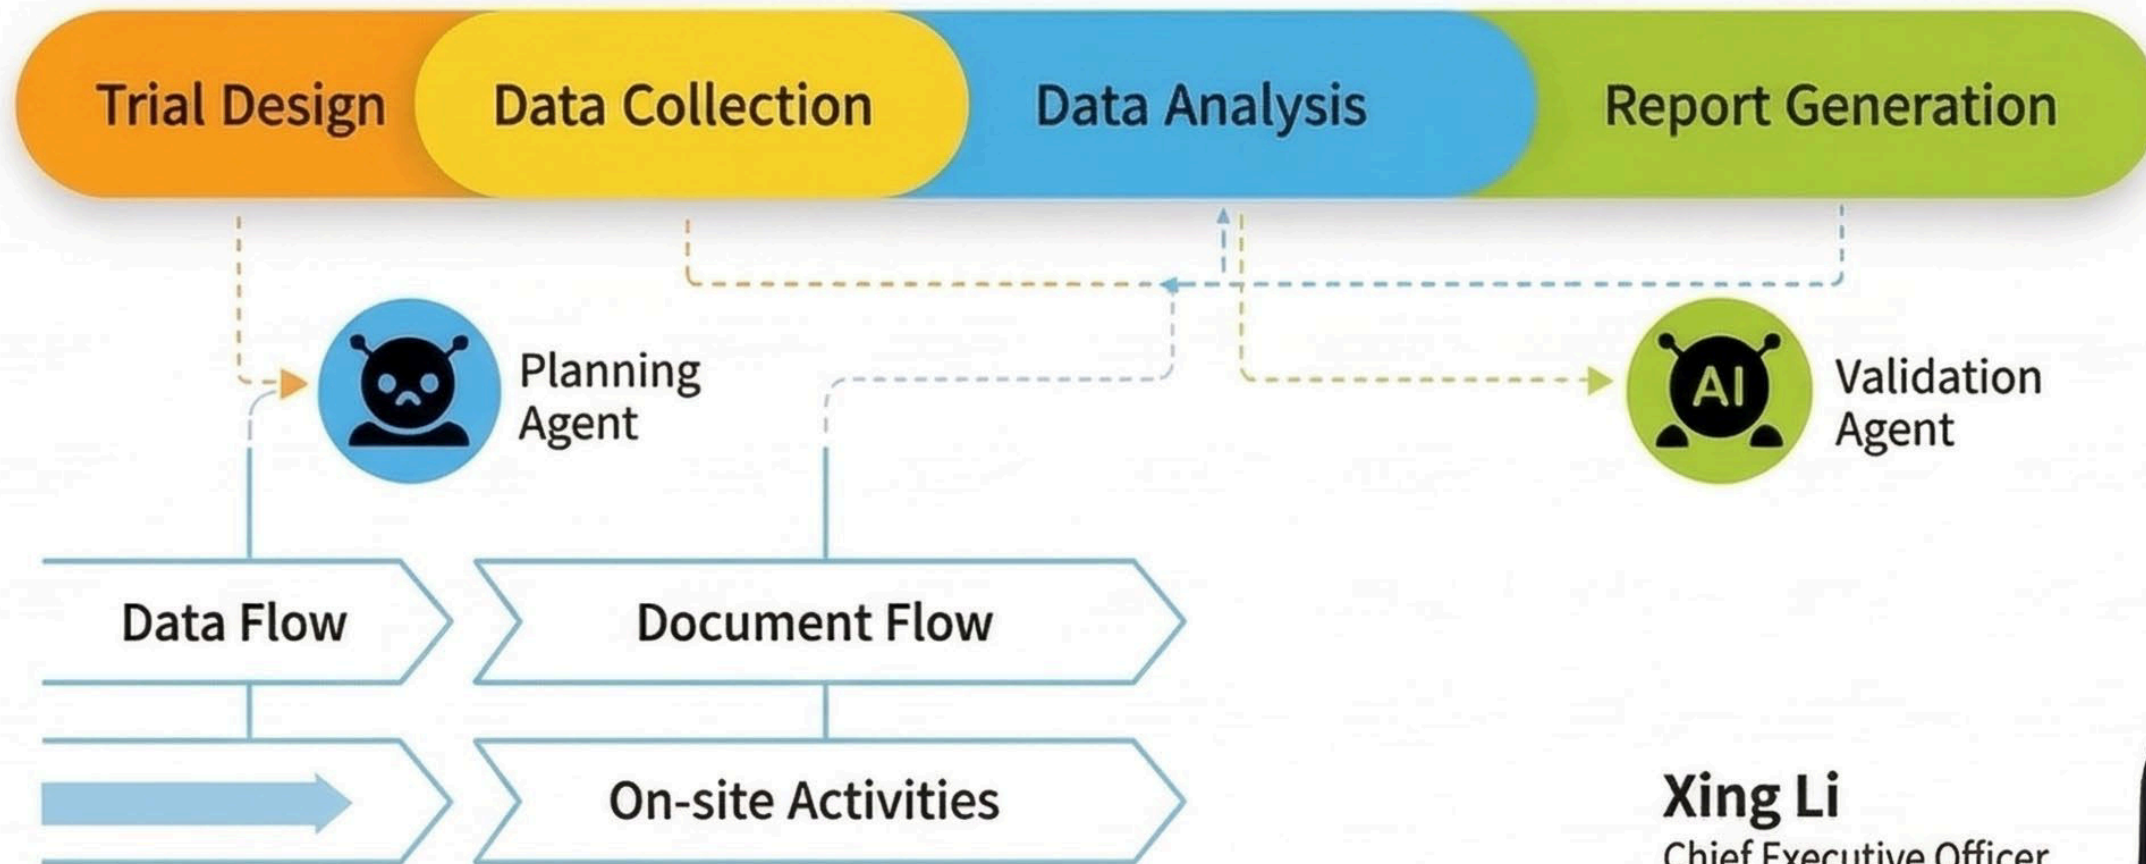 Trial Design
Data Collection
Data Analysis
Report Generation
Planning
Agent
AI
Validation
Agent
Data Flow
Document Flow
On-site Activities
Xing Li
Chief Executive Officer